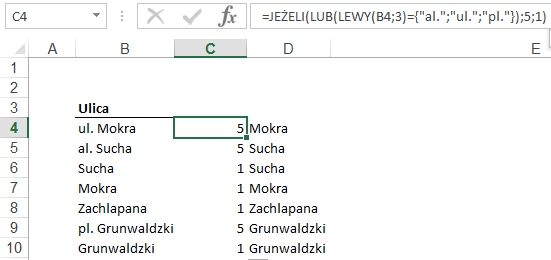 C4 fx =JEŻELI(LUB(LEWY(B4;3)={"al.";"ul.";"pl."});5;1)
A B C D E
1
2
3 Ulica
4 ul. Mokra 5 Mokra
5 al. Sucha 5 Sucha
6 Sucha 1 Sucha
7 Mokra 1 Mokra
8 Zachlapana 1 Zachlapana
9 pl. Grunwaldzki 5 Grunwaldzki
10 Grunwaldzki 1 Grunwaldzki